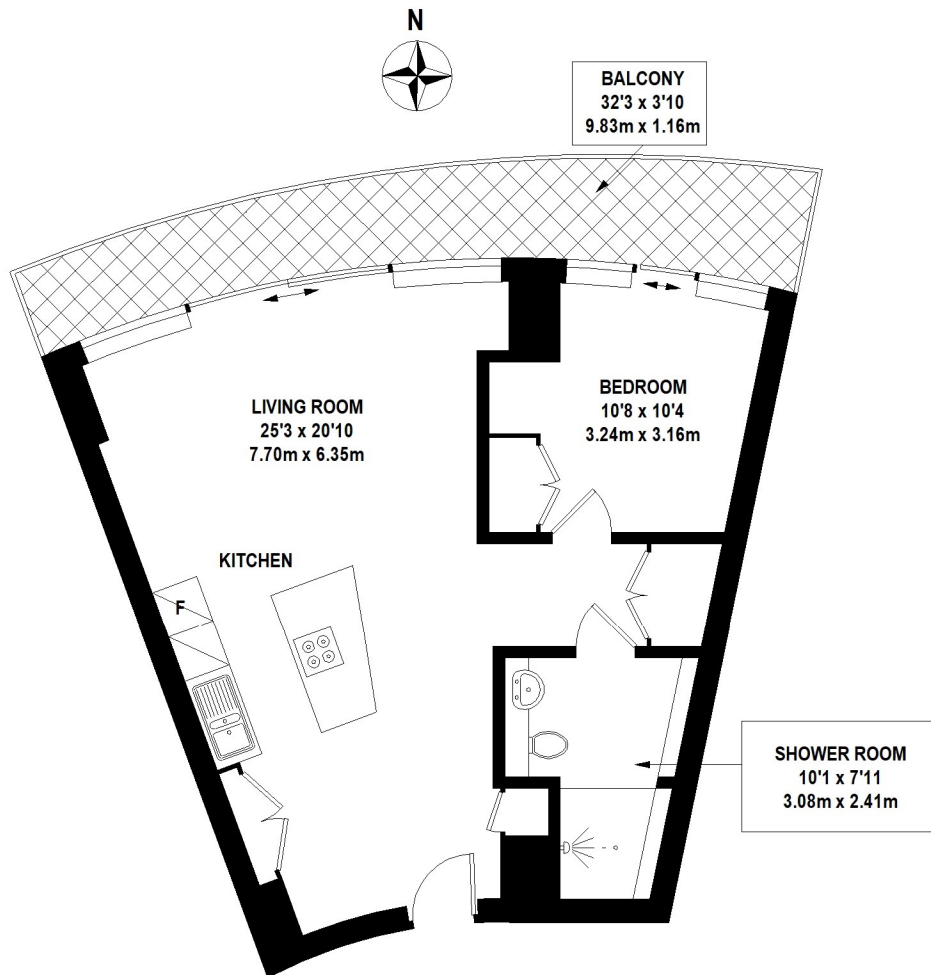 N
BALCONY
32'3 x 3'10
9.83m x 1.16m
LIVING ROOM
25'3 x 20'10
7.70m x 6.35m
BEDROOM
10'8 x 10'4
3.24m x 3.16m
KITCHEN
F
SHOWER ROOM
10'1 x 7'11
3.08m x 2.41m